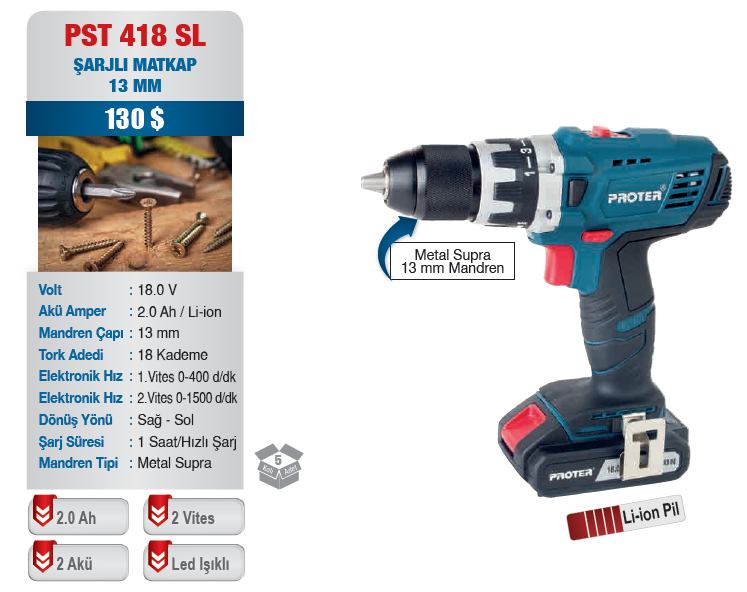 PST 418 SL
ŞARJLI MATKAP
13 MM
130 $
Volt : 18.0 V
Akü Amper : 2.0 Ah / Li-ion
Mandren Çapı : 13 mm
Tork Adedi : 18 Kademe
Elektronik Hız : 1.Vites 0-400 d/dk
Elektronik Hız : 2.Vites 0-1500 d/dk
Dönüş Yönü : Sağ - Sol
Şarj Süresi : 1 Saat/Hızlı Şarj
Mandren Tipi : Metal Supra
5
Koli Adet
2.0 Ah
2 Vites
2 Akü
Led Işıklı
1 - 3
PROTER®
Metal Supra
13 mm Mandren
PROTER
Li-ion Pil